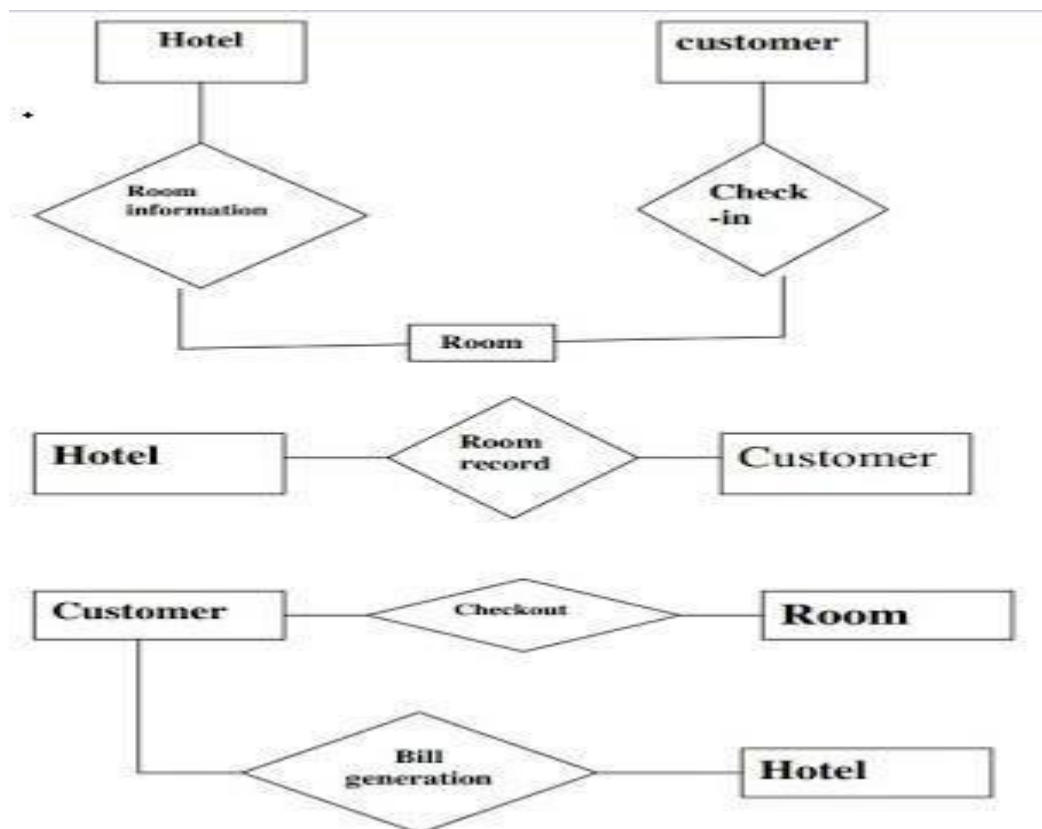 Hotel
customer
Room
information
Check
-in
Room
Hotel
Room
record
Customer
Customer
Checkout
Room
Bill
generation
Hotel